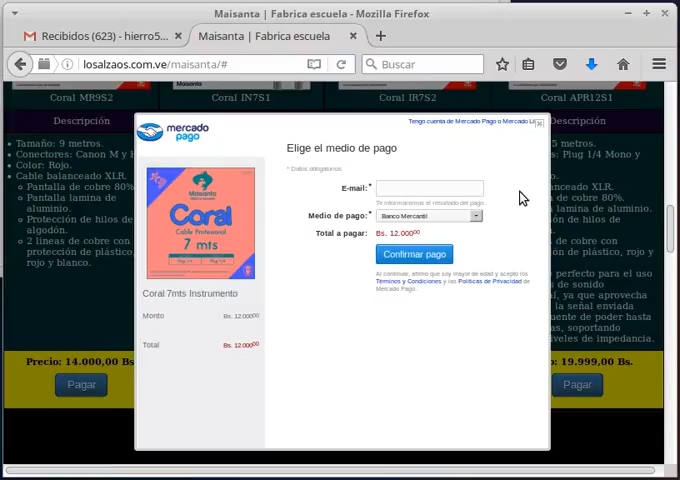 Maisanta | Fabrica escuela - Mozilla Firefox
Recibidos (623) - hierro5...
Maisanta | Fabrica escuela
losalzaos.com.ve/maisanta/#
Buscar
Coral MR9S2
Coral IN7S1
Coral IR7S2
Coral APR12S1
Descripción
Descripción
Tamaño: 9 metros.
Conectores: Canon M y H
Color: Rojo.
Cable balanceado XLR.
Pantalla de cobre 80%
Pantalla lamina de
aluminio.
Protección de hilos de
algodón.
2 lineas de cobre con
protección de plástico,
rojo y blanco.
Precio: 14.000,00 Bs
Pagar
mercado
pago
Tengo cuenta de Mercado Pago o Mercado Li
Maisanta
Coral
Cable Profesional
7 mts
Coral 7mts Instrumento
Monto
Bs. 12.000⁰⁰
Total
Bs. 12.000⁰⁰
Elige el medio de pago
* Datos obligatorios
E-mail:*
Te informaremos el resultado del pago.
Medio de pago:*
Banco Mercantil
Total a pagar:
Bs. 12.000⁰⁰
Confirmar pago
Al continuar, afirmo que soy mayor de edad y acepto los
Términos y Condiciones y las Políticas de Privacidad de
Mercado Pago.
5 metros.
s: Plug 1/4 Mono y
lanceado XLR.
a de cobre 80%.
a lamina de
o.
ión de hilos de
n.
de cobre con
ión de plástico, rojo y
perfecto para el uso
s de sonido
al, ya que aprovecha
la señal enviada
uente de poder hasta
as, soportando
iveles de impedancia.
io: 19.999,00 Bs.
Pagar